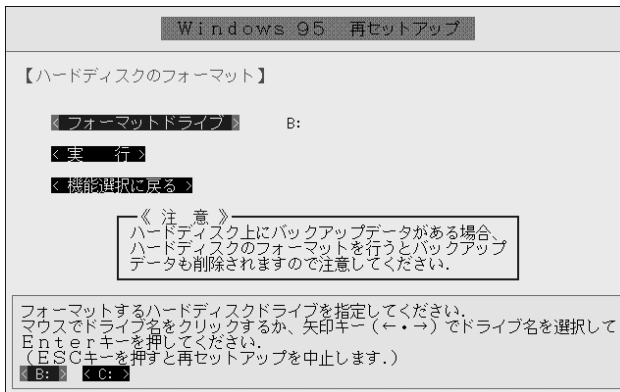 Windows 95 再セットアップ
【ハードディスクのフォーマット】
< フォーマットドライブ > B:
< 実 行 >
< 機能選択に戻る >
《 注 意 》
ハードディスク上にバックアップデータがある場合、
ハードディスクのフォーマットを行うとバックアップ
データも削除されますので注意してください.
フォーマットするハードディスクドライブを指定してください.
マウスでドライブ名をクリックするか、矢印キー(←・→)でドライブ名を選択して
Enterキーを押してください.
(ESCキーを押すと再セットアップを中止します.)
< B: > < C: >